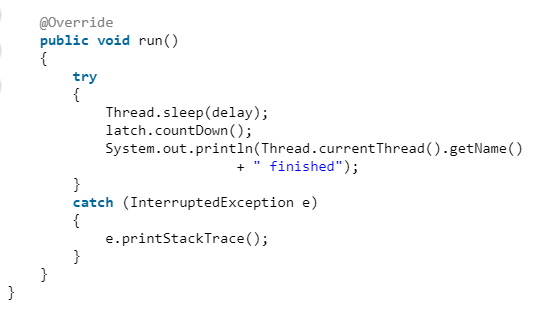 @Override
public void run()
{
try
{
Thread.sleep(delay);
latch.countDown();
System.out.println(Thread.currentThread().getName()
+ " finished");
}
catch (InterruptedException e)
{
e.printStackTrace();
}
}
}